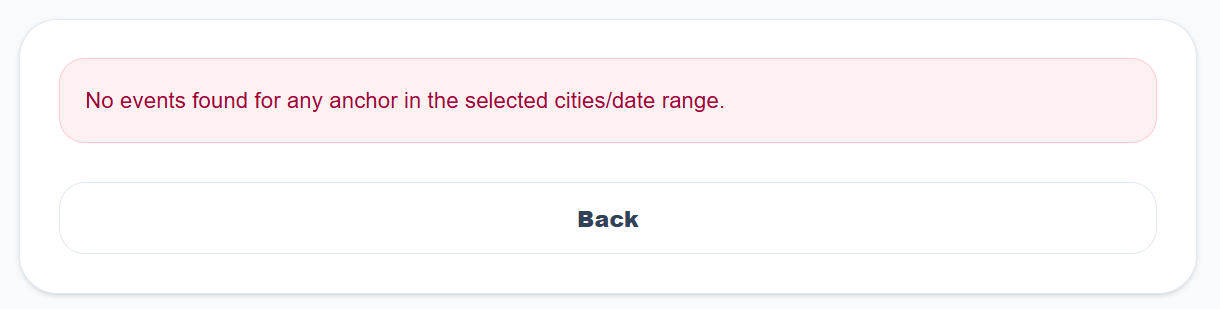 No events found for any anchor in the selected cities/date range.
Back